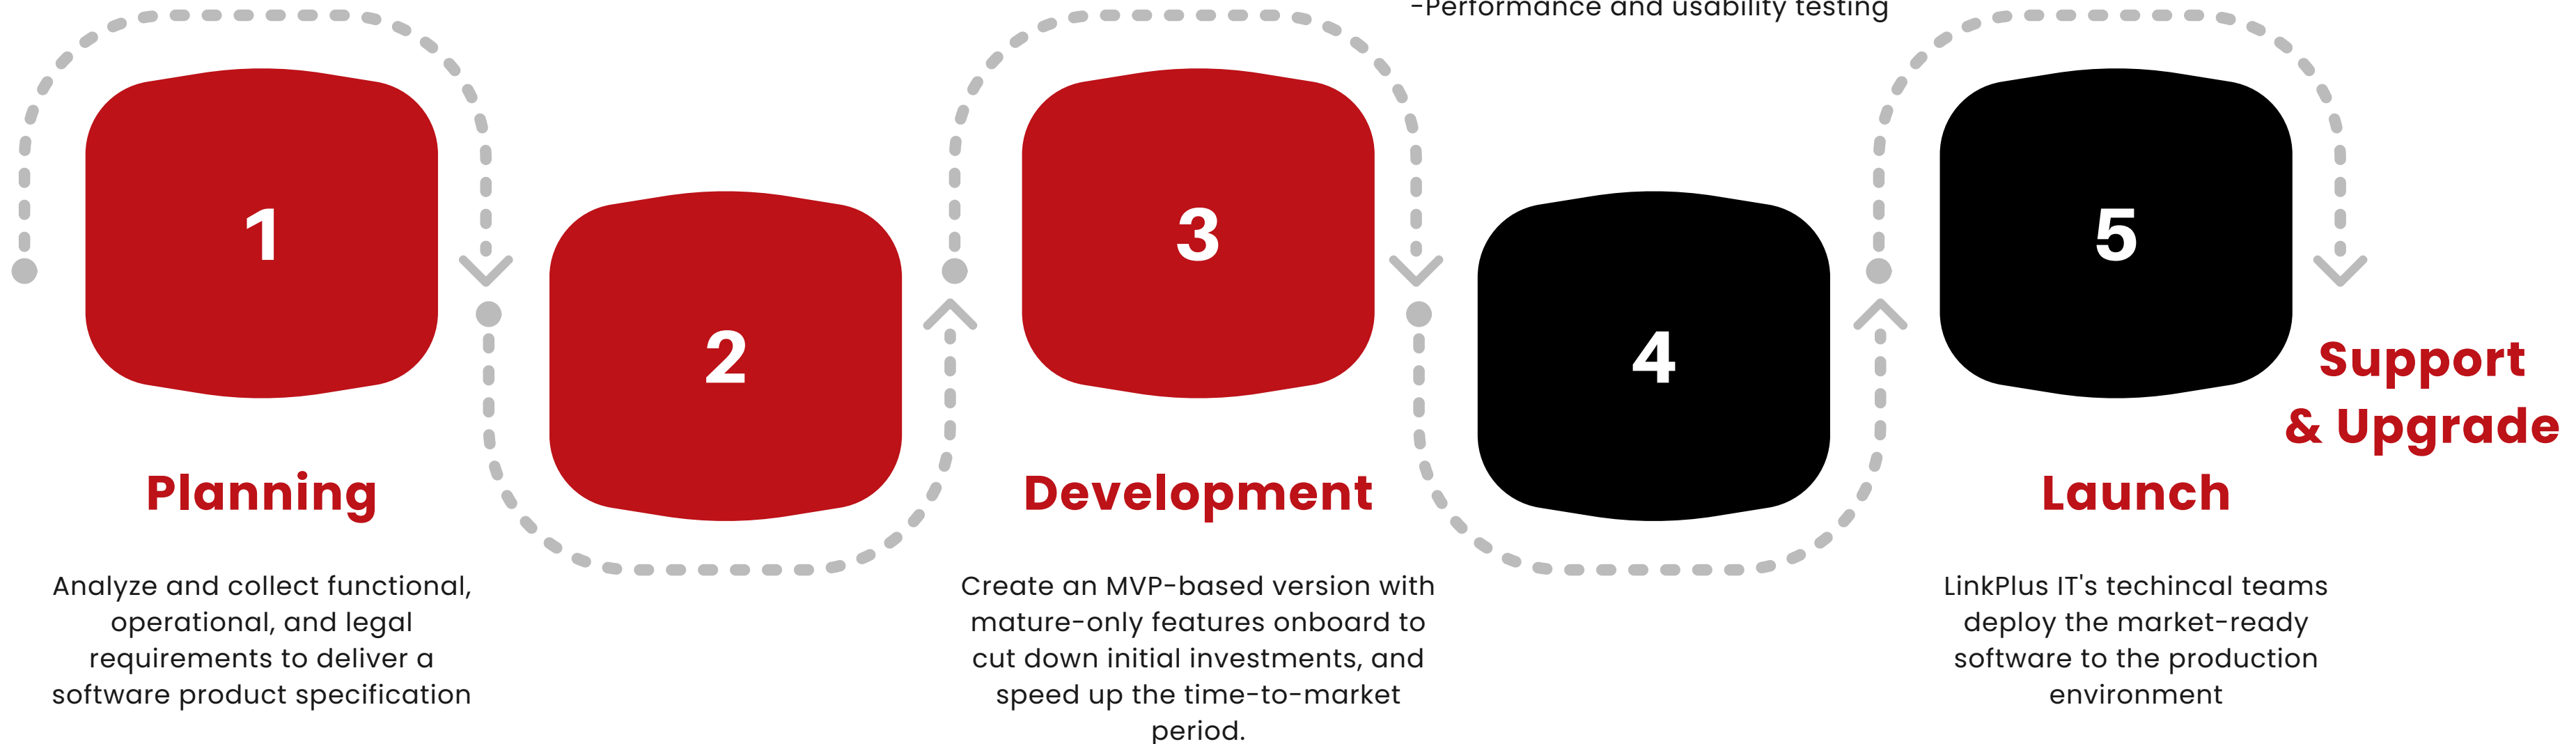 -Performance and usability testing
1
2
3
4
5
Support
& Upgrade
Planning
Development
Launch
Analyze and collect functional,
operational, and legal
requirements to deliver a
software product specification
Create an MVP-based version with
mature-only features onboard to
cut down initial investments, and
speed up the time-to-market
period.
LinkPlus IT's techincal teams
deploy the market-ready
software to the production
environment